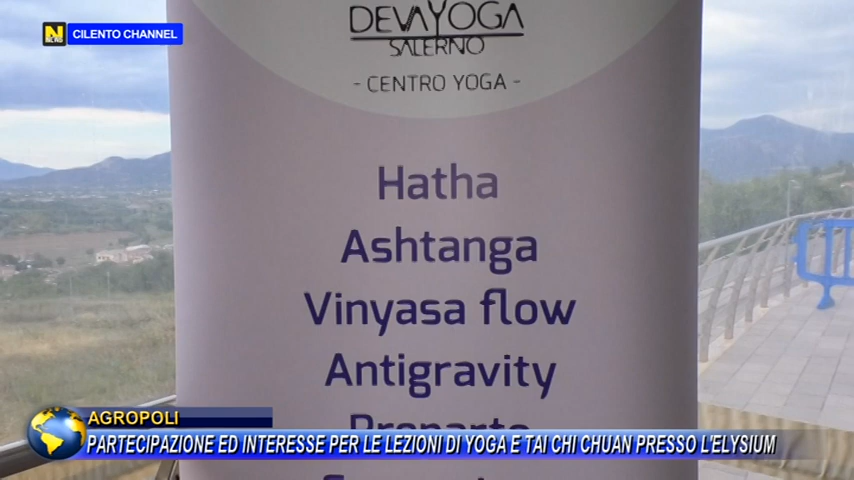 CILENTO CHANNEL
DEVAYOGA
SALERNO
- CENTRO YOGA -
Hatha
Ashtanga
Vinyasa flow
Antigravity
Preparto
AGROPOLI
PARTECIPAZIONE ED INTERESSE PER LE LEZIONI DI YOGA E TAI CHI CHUAN PRESSO L'ELYSIUM